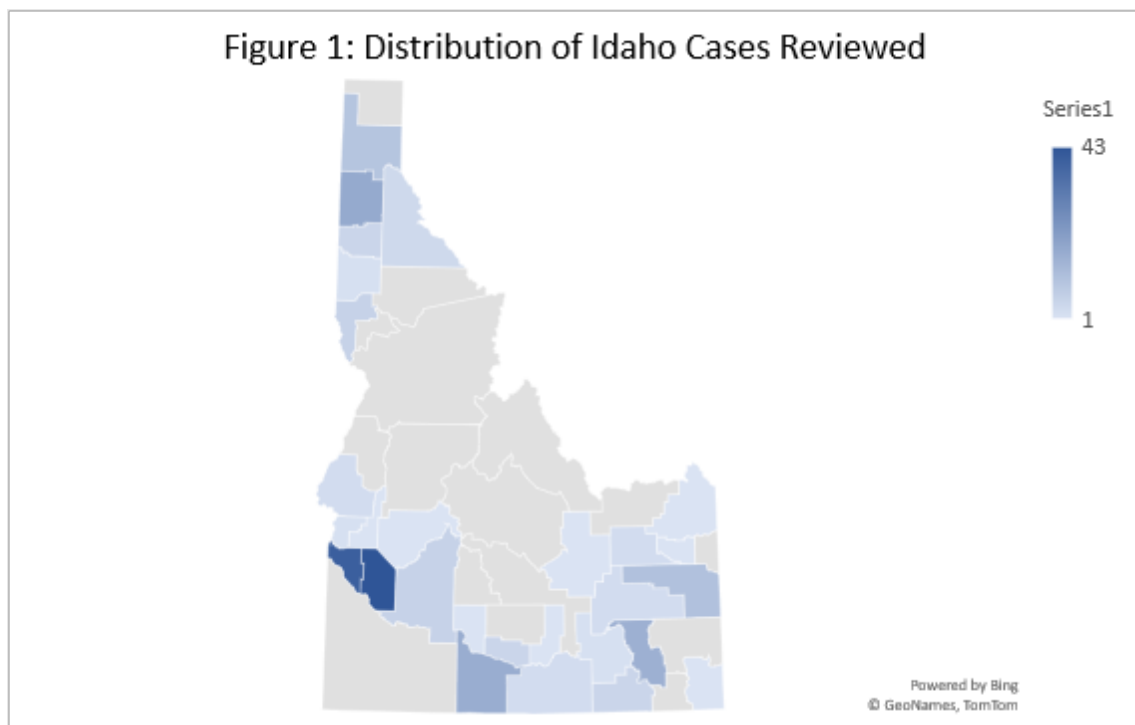 Figure 1: Distribution of Idaho Cases Reviewed
Series1
43
1
Powered by Bing
© GeoNames, TomTom